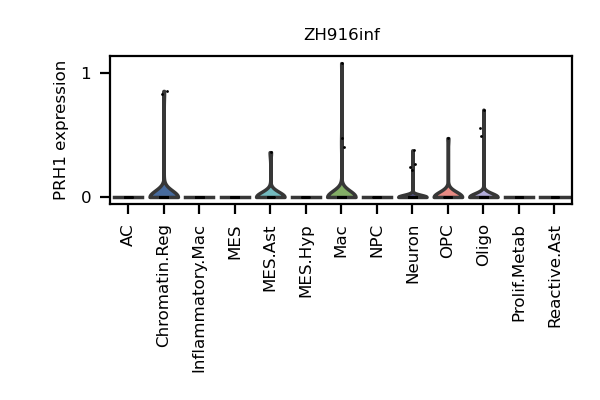 ZH916inf
PRH1 expression
1
0
AC
Chromatin.Reg
Inflammatory.Mac
MES
MES.Ast
MES.Hyp
Mac
NPC
Neuron
OPC
Oligo
Prolif.Metab
Reactive.Ast